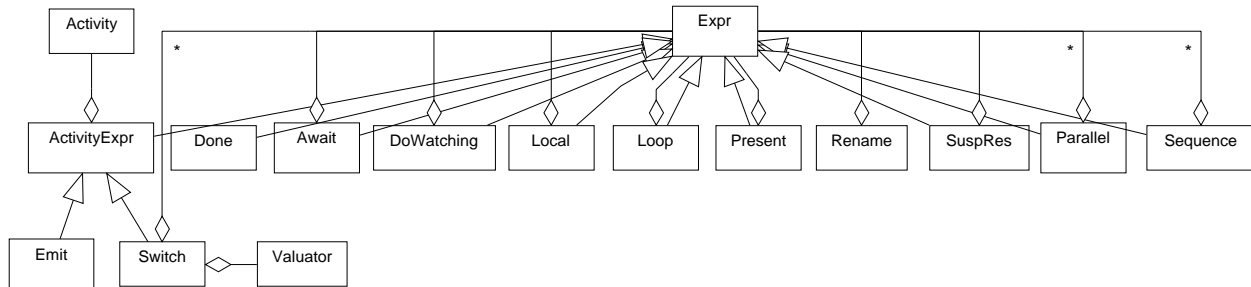 Activity
Expr
*
*
*
ActivityExpr
Done
Await
DoWatching
Local
Loop
Present
Rename
SuspRes
Parallel
Sequence
Emit
Switch
Valuator